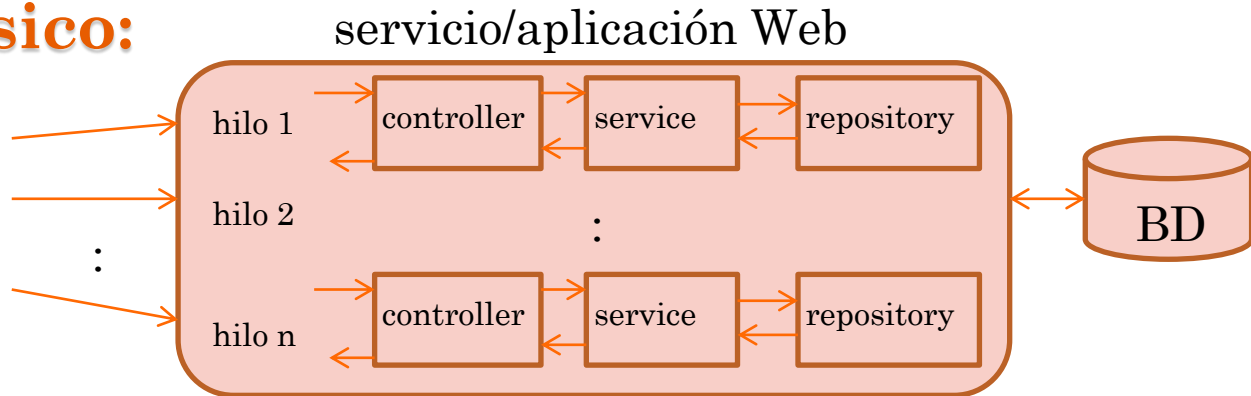 sico:
servicio/aplicación Web
hilo 1
controller
service
repository
hilo 2
:
:
BD
hilo n
controller
service
repository